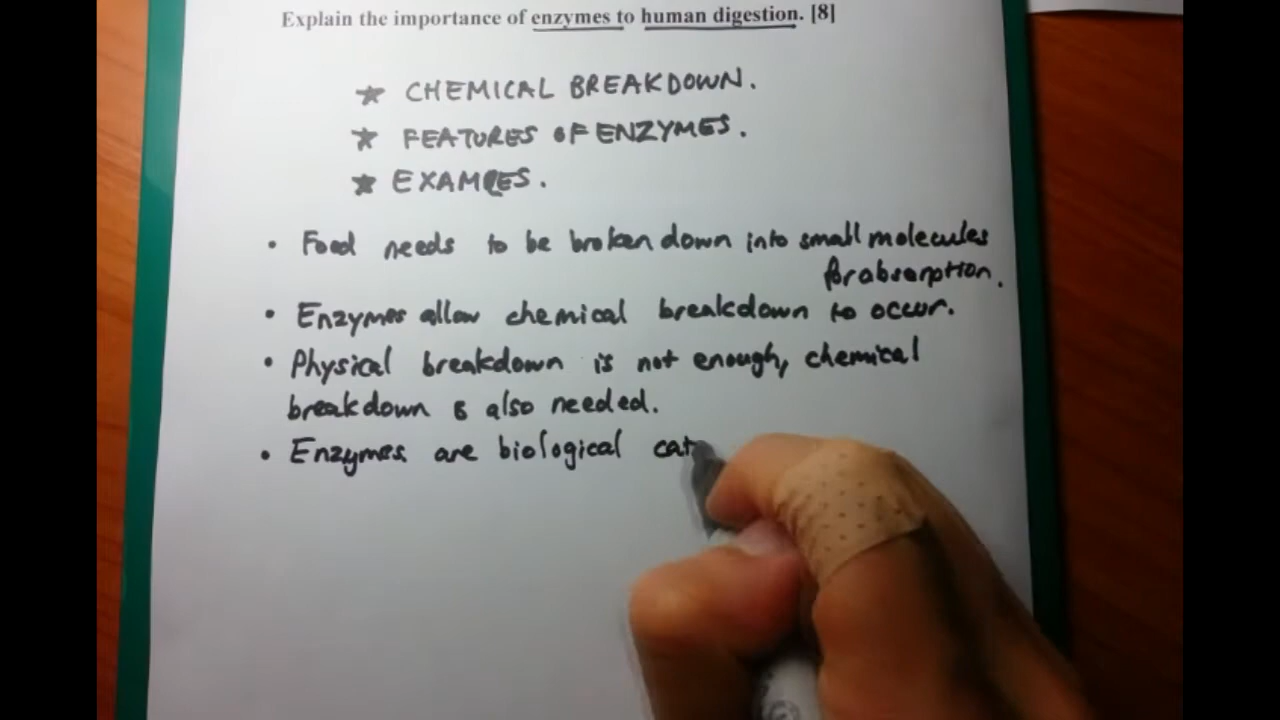 Explain the importance of enzymes to human digestion. [8]
★ CHEMICAL BREAKDOWN.
★ FEATURES OF ENZYMES.
★ EXAMLES.
• Food needs to be broken down into small molecules
for absorption.
• Enzymes allow chemical breakdown to occur.
• Physical breakdown is not enough, chemical
breakdown is also needed.
• Enzymes are biological cat